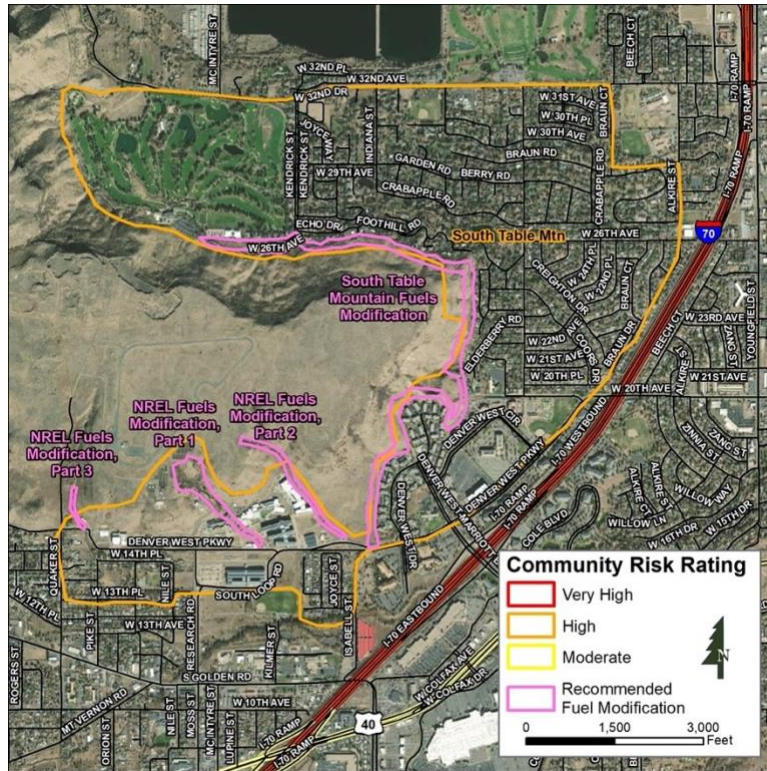 MC INTYRE ST
BEECH CT
I-70 RAMP
I-70 RAMP
W 32ND PL
W 32ND AVE
W 32ND DR
W 31ST AVE
W 30TH PL
W 30TH AVE
BRAUN CT
JOYCE WAY
INDIANA ST
KENDRICK ST
BRAUN RD
GARDEN RD
BERRY RD
W 29TH AVE
CRABAPPLE RD
CRABAPPLE RD
ALKIRE ST
I-70 RAMP
ECHO DR
FOOTHILL RD
W 26TH AVE
South Table Mtn
W 26TH AVE
70
South Table
Mountain Fuels
Modification
CREIGHTON DR
W 24TH PL
W 22ND PL
BRAUN CT
ELDERBERRY RD
W 22ND AVE
COORS DR
BRAUN DR
W 21ST AVE
W 20TH PL
BEECH CT
W 23RD AVE
ZANG ST
YOUNGFIELD ST
W 20TH AVE
ALKIRE ST
W 21ST AVE
NREL Fuels
Modification,
Part 3
NREL Fuels
Modification,
Part 1
NREL Fuels
Modification,
Part 2
DENVER WEST CIR
DENVER WEST PKWY
I-70 WESTBOUND
DENVER WEST MARRIOTT B
I-70 RAMP
I-70 RAMP
COLE BLVD
DENVER WEST DR
ZANG ST
ZINNIA ST
ALKIRE ST
ALKIRE CT
WILLOW WAY
WILLOW LN
W 15TH DR
W 16TH DR
DENVER WEST PKWY
W 14TH PL
QUAKER ST
W 13TH PL
NILE ST
SOUTH LOOP RD
JOYCE ST
W 12TH PL
W 13TH AVE
PIKE ST
RESEARCH RD
KILMER ST
ISABELL ST
I-70 EASTBOUND
ROGERS ST
S GOLDEN RD
MT VERNON RD
W 10TH AVE
ORION ST
NILE ST
MOSS ST
MC INTYRE ST
LUPINE ST
I-70 RAMP
I-70 RAMP
40
W COLFAX AVE
W COLFAX DR
Community Risk Rating
Very High
High
Moderate
Recommended
Fuel Modification
N
0 1,500 3,000
Feet